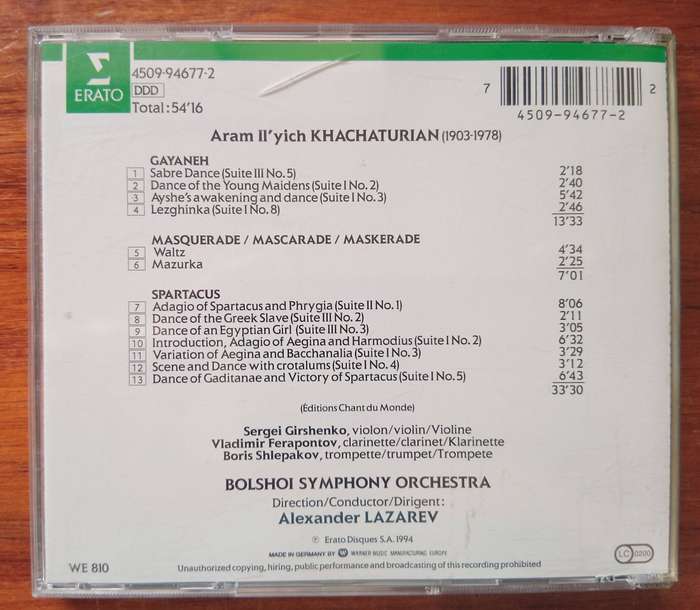 ERATO
4509-94677-2
DDD
Total: 54'16
7 4509-94677-2 2
Aram Il'yich KHACHATURIAN (1903-1978)
GAYANEH
1 Sabre Dance (Suite III No. 5) 2'18
2 Dance of the Young Maidens (Suite I No. 2) 2'40
3 Ayshe's awakening and dance (Suite I No. 3) 5'42
4 Lezghinka (Suite I No. 8) 2'46
13'33
MASQUERADE / MASCARADE / MASKERADE
5 Waltz 4'34
6 Mazurka 2'25
7'01
SPARTACUS
7 Adagio of Spartacus and Phrygia (Suite II No. 1) 8'06
8 Dance of the Greek Slave (Suite III No. 2) 2'11
9 Dance of an Egyptian Girl (Suite III No. 3) 3'05
10 Introduction, Adagio of Aegina and Harmodius (Suite I No. 2) 6'32
11 Variation of Aegina and Bacchanalia (Suite I No. 3) 3'29
12 Scene and Dance with crotalums (Suite I No. 4) 3'12
13 Dance of Gaditanae and Victory of Spartacus (Suite I No. 5) 6'43
33'30
(Éditions Chant du Monde)
Sergei Girshenko, violon/violin/Violine
Vladimir Ferapontov, clarinette/clarinet/Klarinette
Boris Shlepakov, trompette/trumpet/Trompete
BOLSHOI SYMPHONY ORCHESTRA
Direction/Conductor/Dirigent:
Alexander LAZAREV
℗ Erato Disques S.A. 1994
MADE IN GERMANY BY WARNER MUSIC MANUFACTURING EUROPE
LC 0200
WE 810
Unauthorized copying, hiring, public performance and broadcasting of this recording prohibited